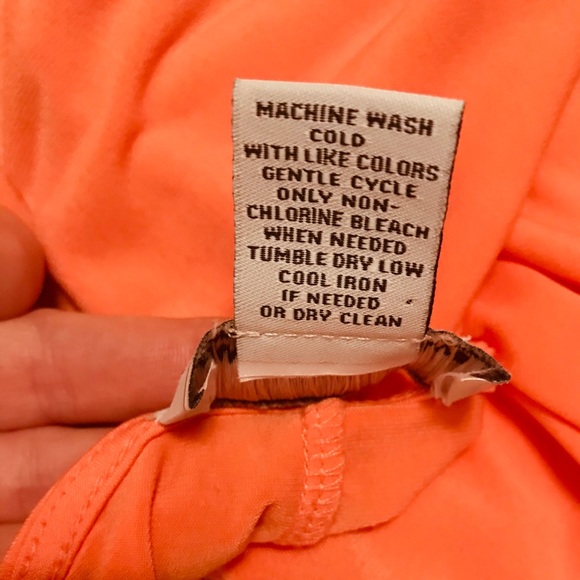 MACHINE WASH
COLD
WITH LIKE COLORS
GENTLE CYCLE
ONLY NON-
CHLORINE BLEACH
WHEN NEEDED
TUMBLE DRY LOW
COOL IRON
IF NEEDED
OR DRY CLEAN